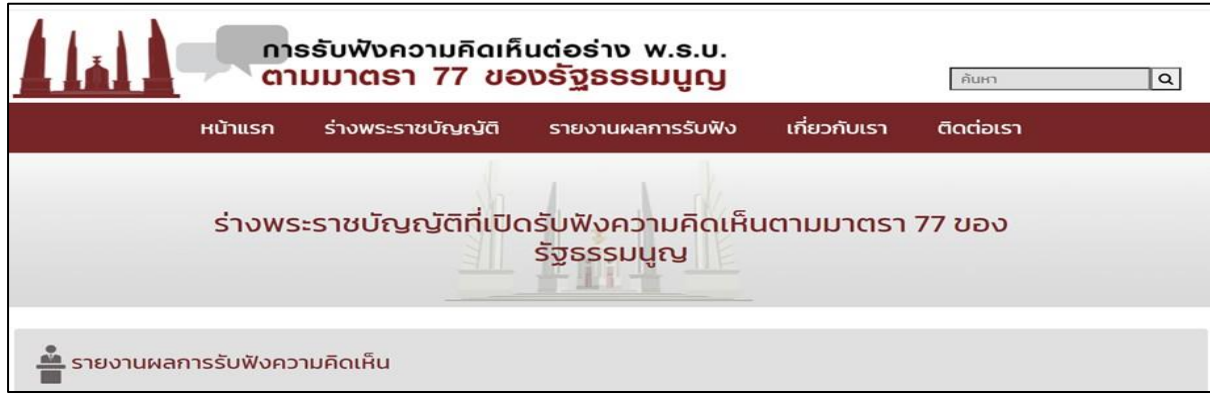 การรับฟังความคิดเห็นต่อร่าง พ.ร.บ.
ตามมาตรา 77 ของรัฐธรรมนูญ
ค้นหา
หน้าแรก ร่างพระราชบัญญัติ รายงานผลการรับฟัง เกี่ยวกับเรา ติดต่อเรา
ร่างพระราชบัญญัติที่เปิดรับฟังความคิดเห็นตามมาตรา 77 ของ
รัฐธรรมนูญ
รายงานผลการรับฟังความคิดเห็น